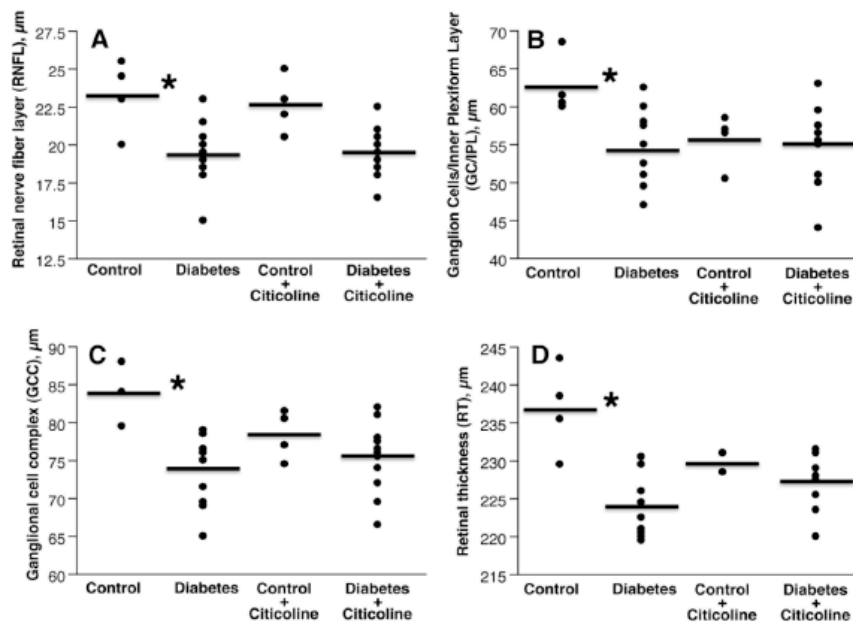 A
Retinal nerve fiber layer (RNFL), µm
25
22.5
20
17.5
15
12.5
*
Control
Diabetes
Control
+
Citicoline
Diabetes
+
Citicoline
B
Ganglion Cells/Inner Plexiform Layer
(GC/IPL), µm
70
65
60
55
50
45
40
*
Control
Diabetes
Control
+
Citicoline
Diabetes
+
Citicoline
C
Ganglional cell complex (GCC), µm
90
85
80
75
70
65
60
*
Control
Diabetes
Control
+
Citicoline
Diabetes
+
Citicoline
D
Retinal thickness (RT), µm
245
240
235
230
225
220
215
*
Control
Diabetes
Control
+
Citicoline
Diabetes
+
Citicoline